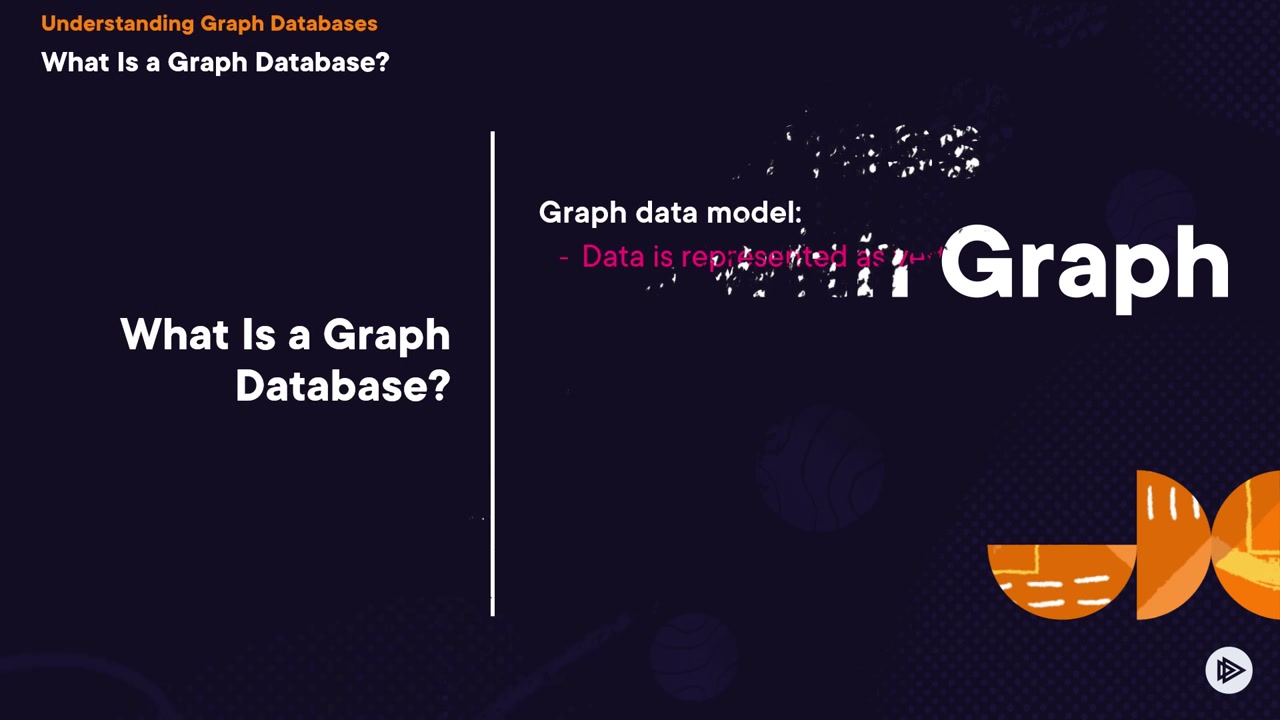 Understanding Graph Databases
What Is a Graph Database?
Graph data model:
- Data is represented as
Graph
What Is a Graph
Database?